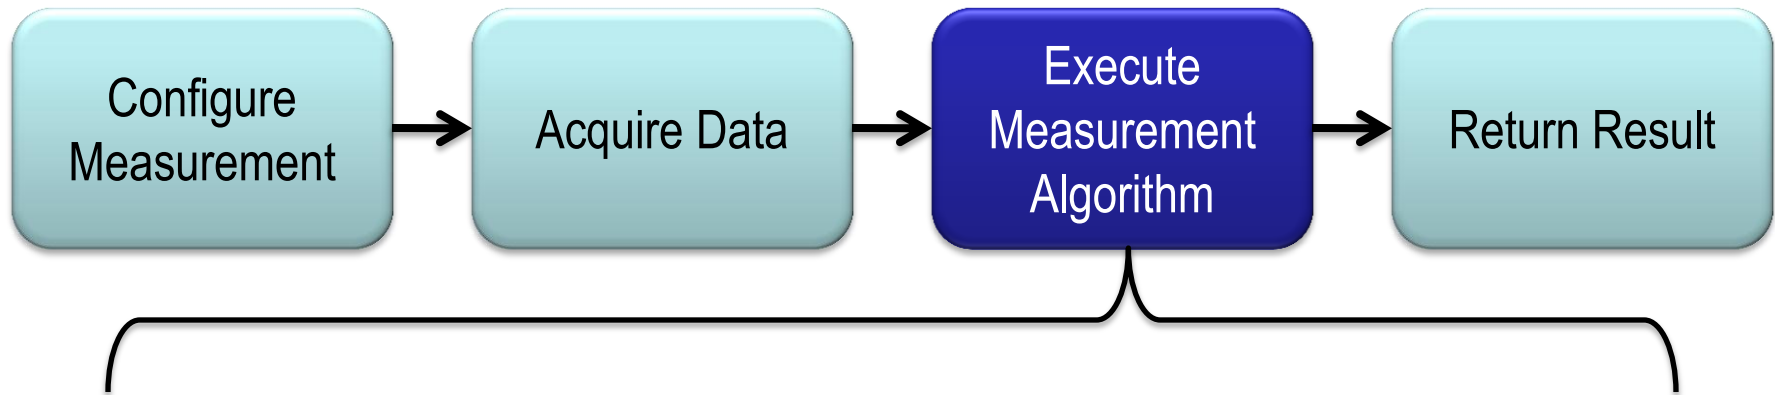 Configure
Measurement
Acquire Data
Execute
Measurement
Algorithm
Return Result